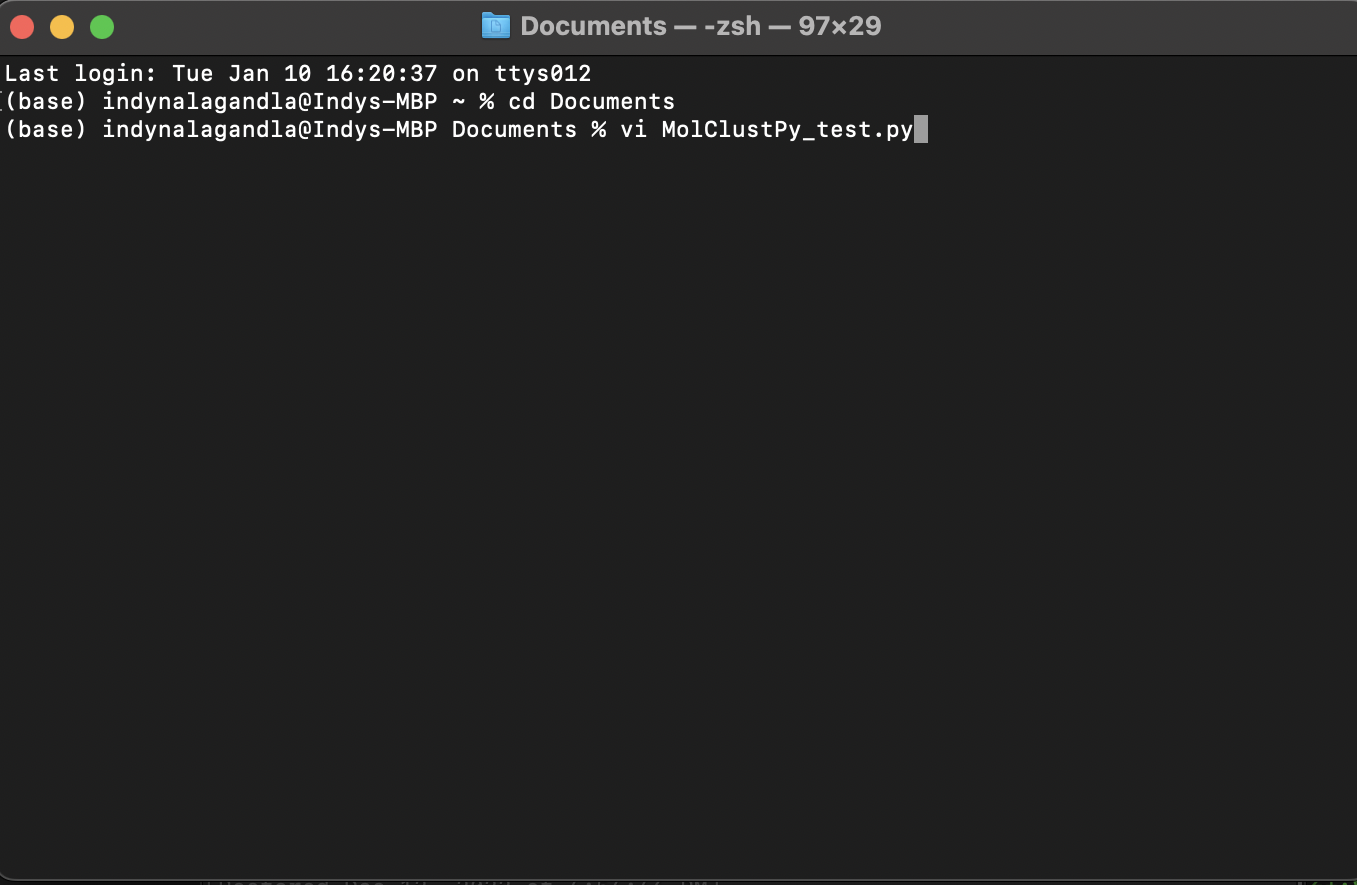 Documents — -zsh — 97×29
Last login: Tue Jan 10 16:20:37 on ttys012
(base) indynalagandla@Indys-MBP ~ % cd Documents
(base) indynalagandla@Indys-MBP Documents % vi MolClustPy_test.py